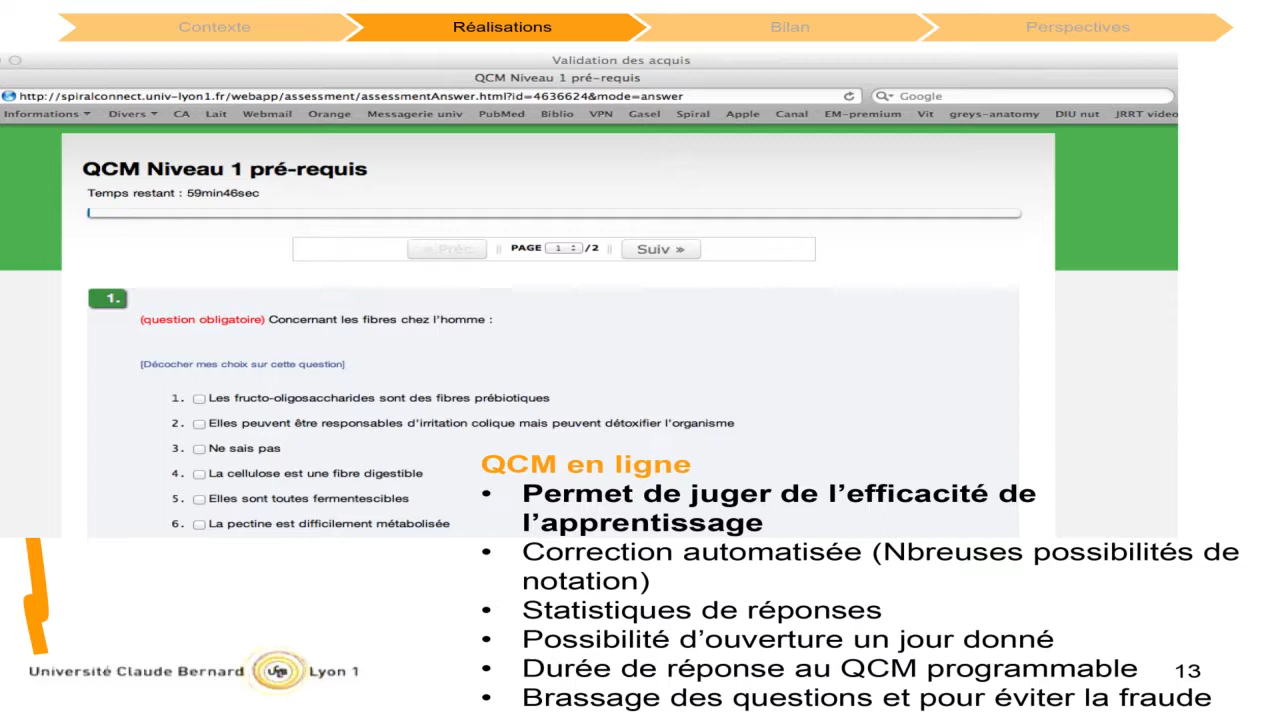 Contexte
Réalisations
Bilan
Perspectives
Validation des acquis
QCM Niveau 1 pré-requis
http://spiralconnect.univ-lyon1.fr/webapp/assessment/assessmentAnswer.html?id=4636624&mode=answer
Google
Informations Divers CA Lait Webmail Orange Messagerie univ PubMed Biblio VPN Gasel Spiral Apple Canal EM-premium Vit greys-anatomy DIU nut JRRT video
QCM Niveau 1 pré-requis
Temps restant : 59min46sec
« Préc. || PAGE 1 /2 || Suiv »
1.
(question obligatoire) Concernant les fibres chez l'homme :
[Décocher mes choix sur cette question]
1. Les fructo-oligosaccharides sont des fibres prébiotiques
2. Elles peuvent être responsables d'irritation colique mais peuvent détoxifier l'organisme
3. Ne sais pas
4. La cellulose est une fibre digestible
5. Elles sont toutes fermentescibles
6. La pectine est difficilement métabolisée
QCM en ligne
• Permet de juger de l'efficacité de
l'apprentissage
• Correction automatisée (Nbreuses possibilités de
notation)
• Statistiques de réponses
• Possibilité d'ouverture un jour donné
• Durée de réponse au QCM programmable
• Brassage des questions et pour éviter la fraude
Université Claude Bernard Lyon 1
13